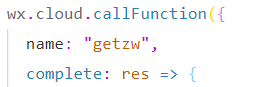 wx.cloud.callFunction({
name: "getzw",
complete: res => {